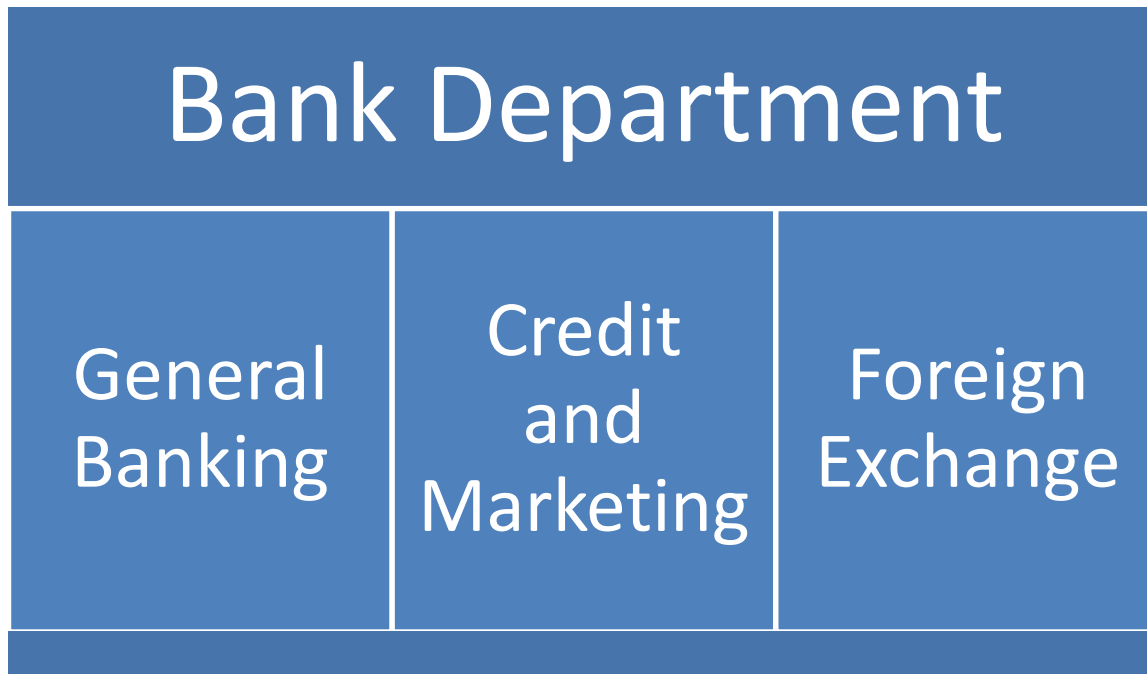 Bank Department
General
Banking
Credit
and
Marketing
Foreign
Exchange